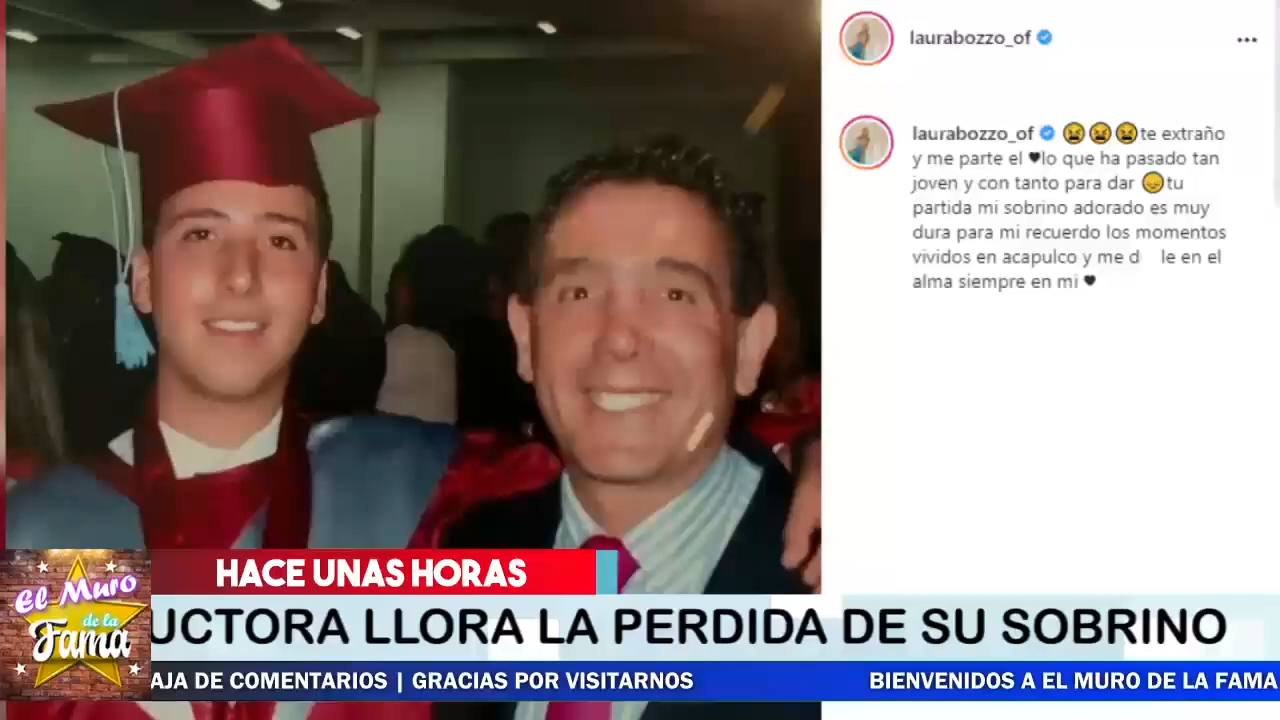 laurabozzo_of
laurabozzo_of 😫😫😫te extraño
y me parte el ♥lo que ha pasado tan
joven y con tanto para dar 😞tu
partida mi sobrino adorado es muy
dura para mi recuerdo los momentos
vividos en acapulco y me d le en el
alma siempre en mi ♥
HACE UNAS HORAS
UCTORA LLORA LA PERDIDA DE SU SOBRINO
El Muro
de la
Fama
AJA DE COMENTARIOS | GRACIAS POR VISITARNOS BIENVENIDOS A EL MURO DE LA FAMA